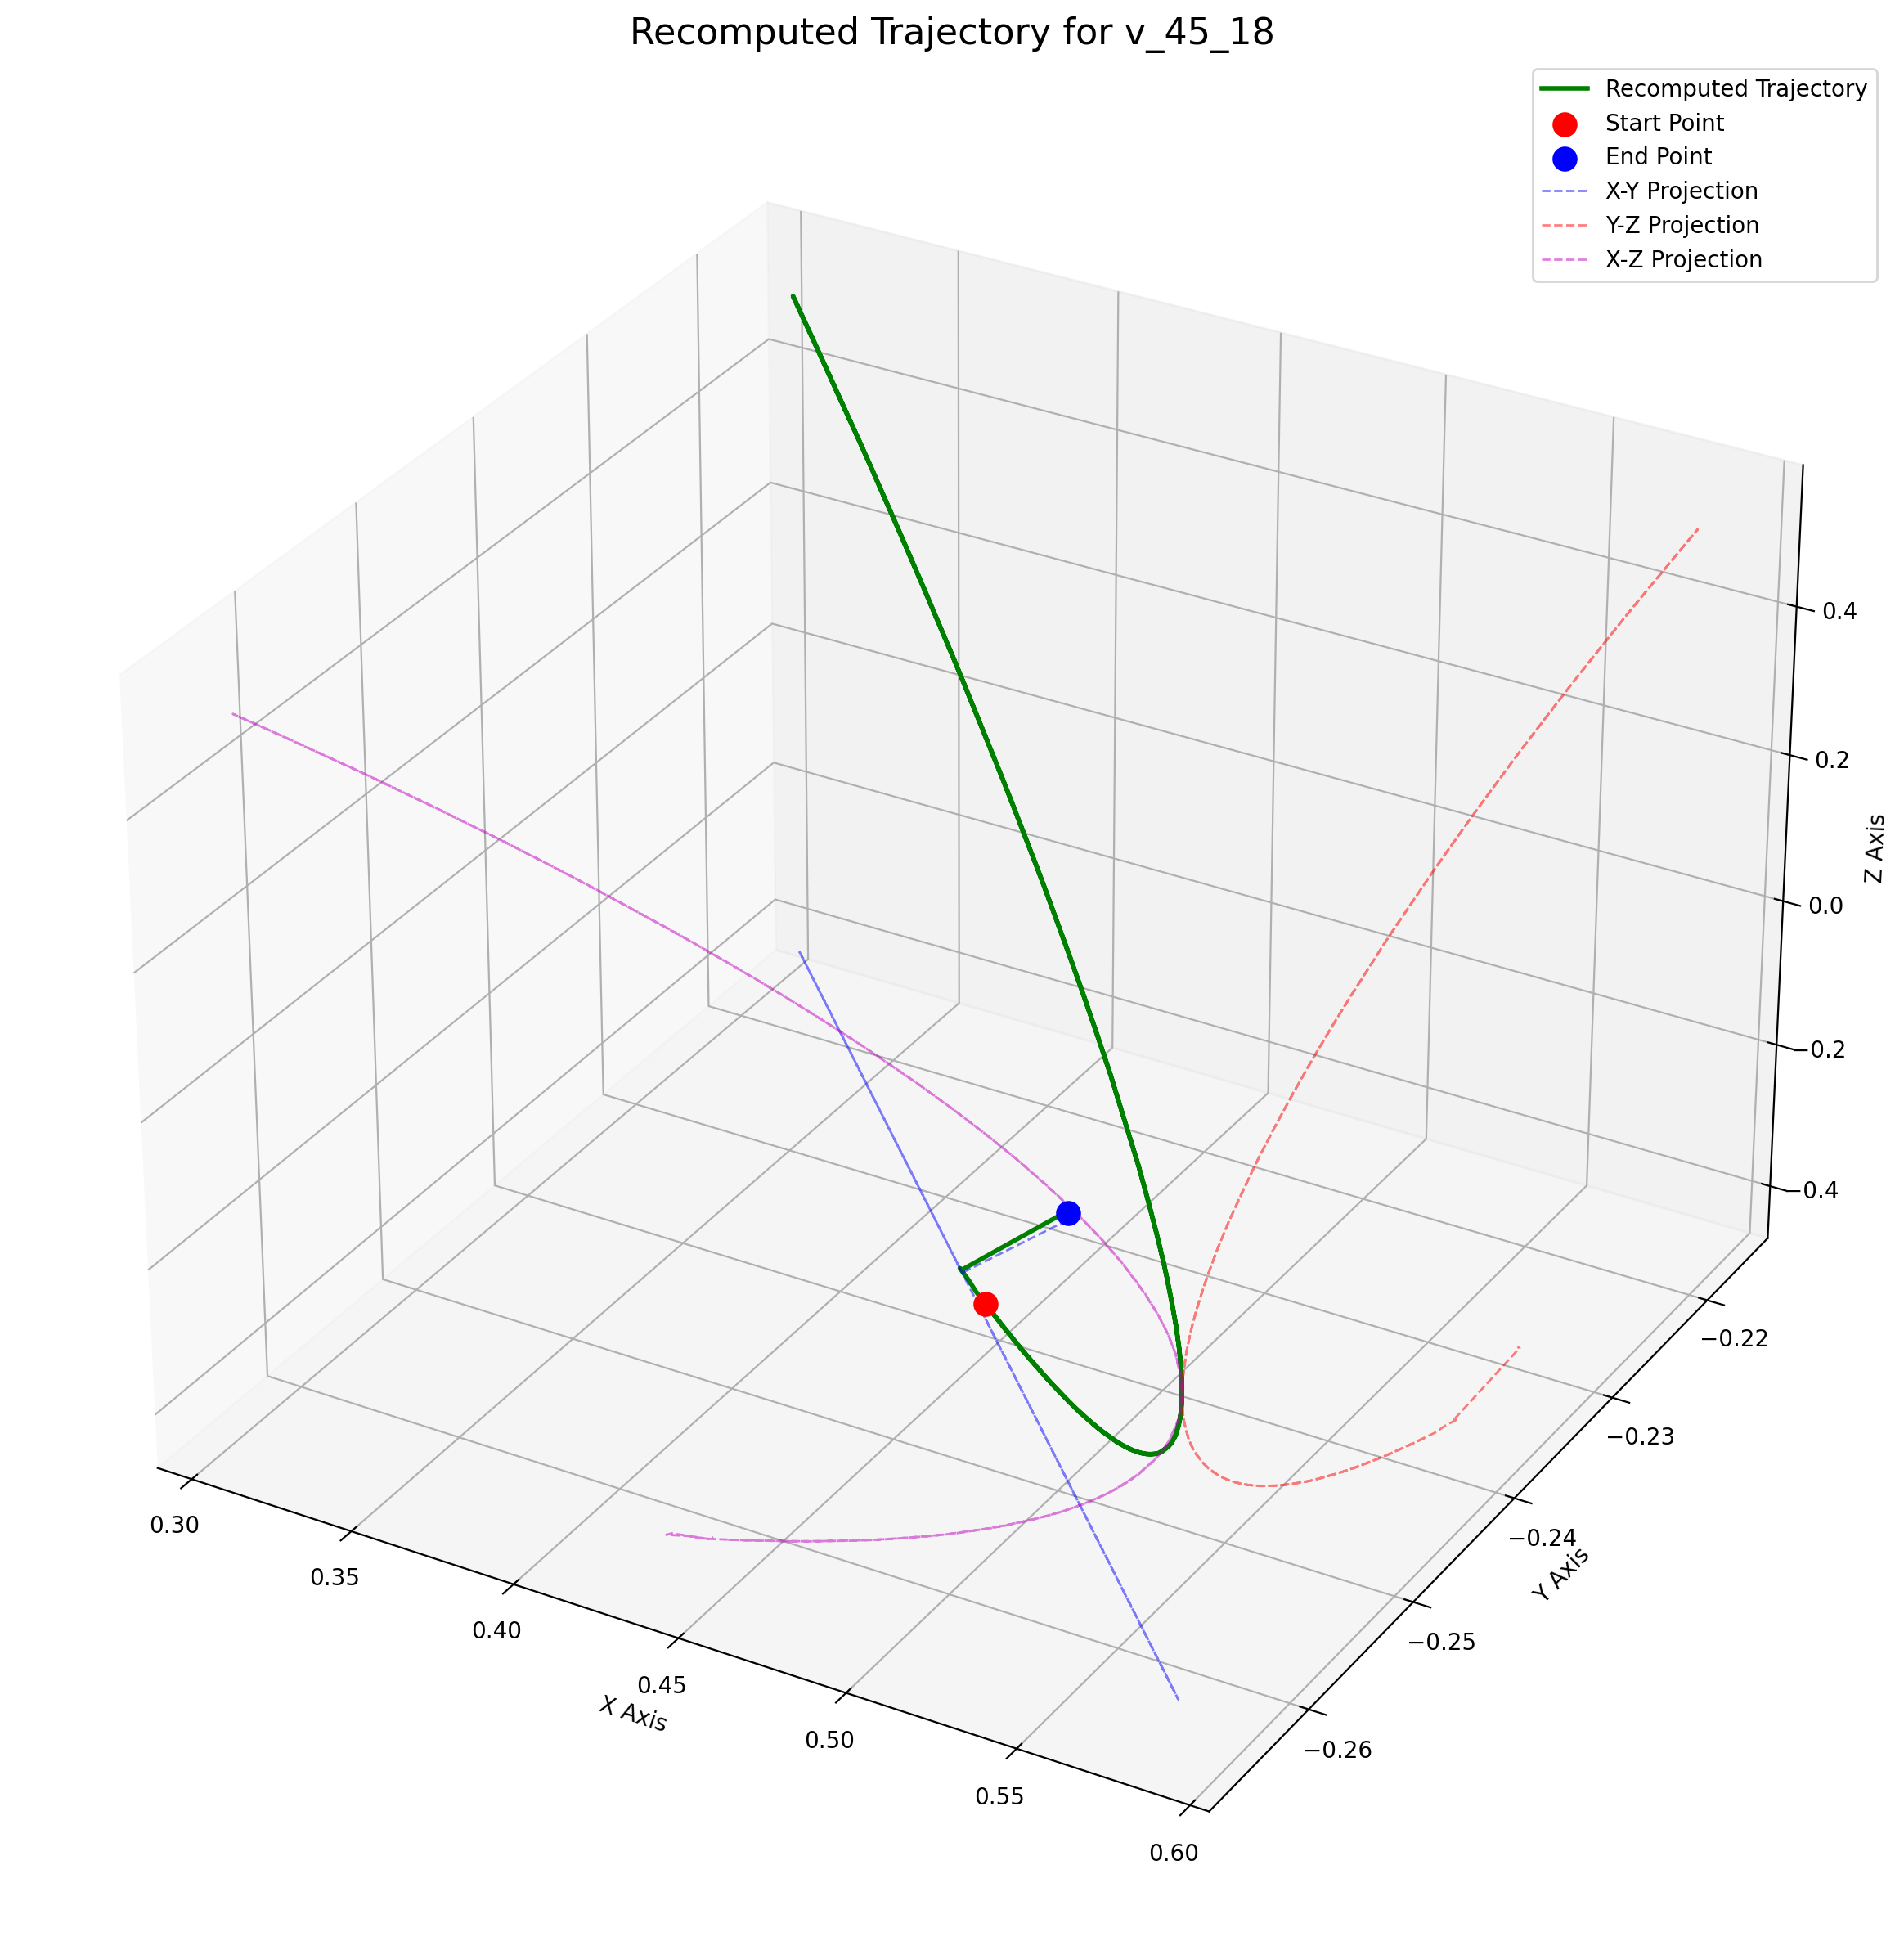 Recomputed Trajectory for v_45_18
Recomputed Trajectory
Start Point
End Point
X-Y Projection
Y-Z Projection
X-Z Projection
0.4
0.2
0.0
−0.2
−0.4
Z Axis
−0.22
−0.23
−0.24
−0.25
−0.26
Y Axis
0.30
0.35
0.40
0.45
0.50
0.55
0.60
X Axis